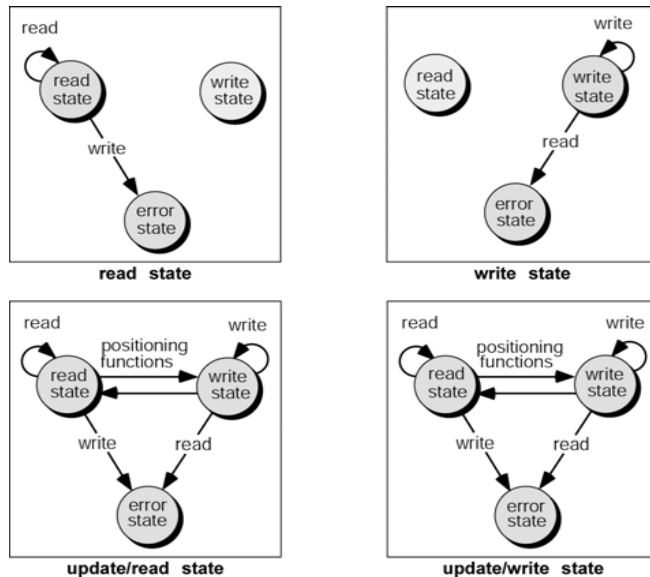 read
read
state
write
state
write
error
state
read state
write
read
state
write
state
read
error
state
write state
read
positioning
functions
write
read
state
write
state
write
read
error
state
update/read state
read
positioning
functions
write
read
state
write
state
write
read
error
state
update/write state